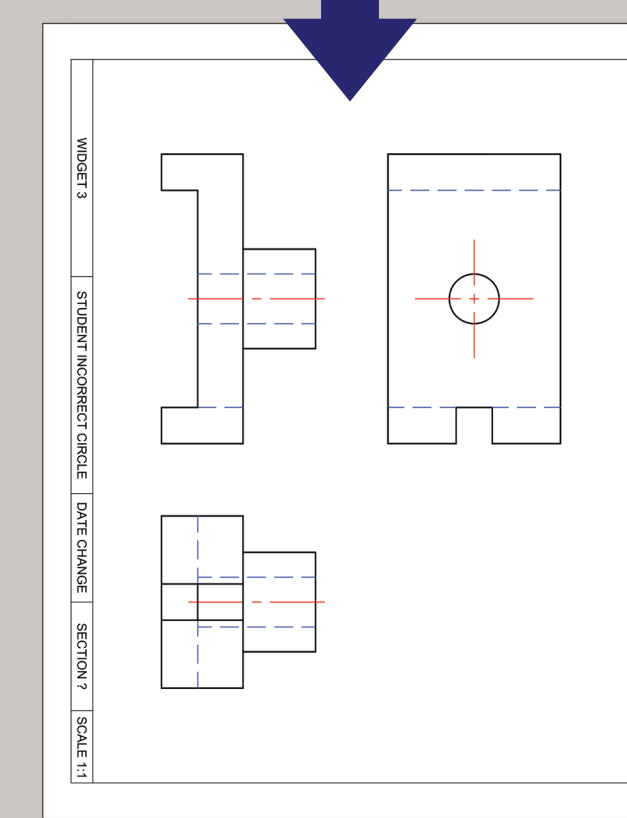 WIDGET 3
STUDENT INCORRECT CIRCLE
DATE CHANGE
SECTION ?
SCALE 1:1